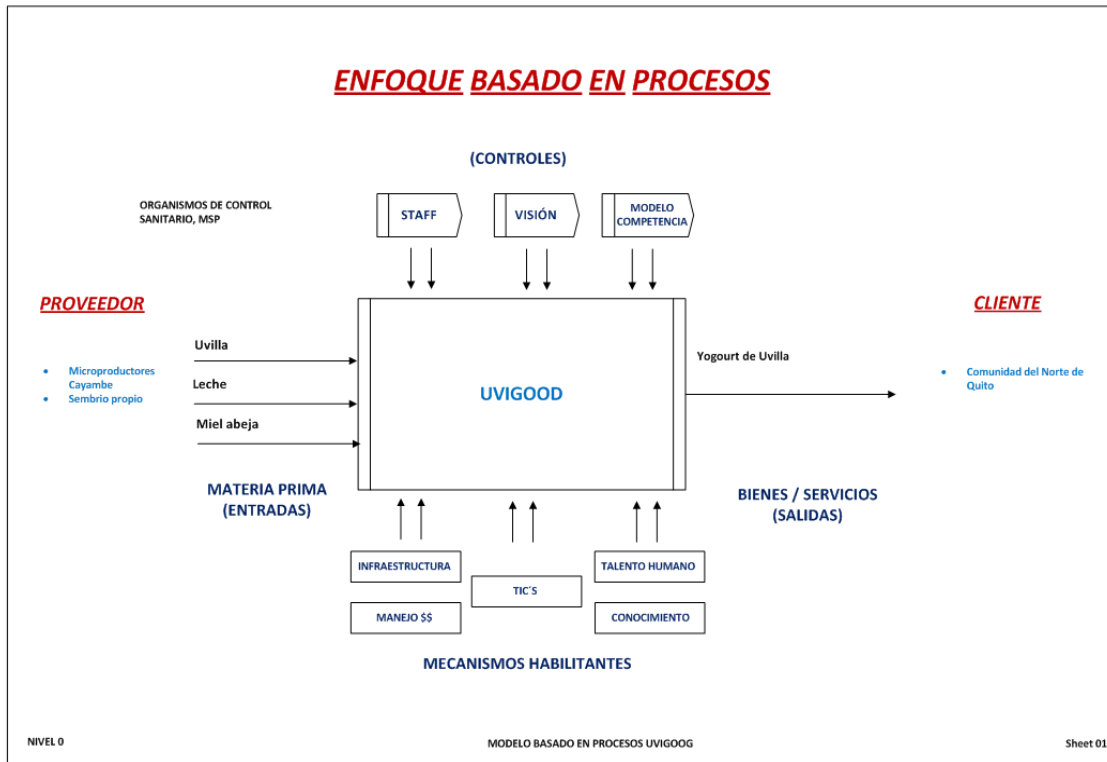 ENFOQUE BASADO EN PROCESOS
(CONTROLES)
ORGANISMOS DE CONTROL
SANITARIO, MSP
STAFF
VISIÓN
MODELO
COMPETENCIA
PROVEEDOR
CLIENTE
Uvilla
Leche
Miel abeja
• Microproductores
Cayambe
• Sembrio propio
UVIGOOD
Yogourt de Uvilla
• Comunidad del Norte de
Quito
MATERIA PRIMA
(ENTRADAS)
BIENES / SERVICIOS
(SALIDAS)
INFRAESTRUCTURA
TIC´S
TALENTO HUMANO
MANEJO $$
CONOCIMIENTO
MECANISMOS HABILITANTES
NIVEL 0
MODELO BASADO EN PROCESOS UVIGOOG
Sheet 01